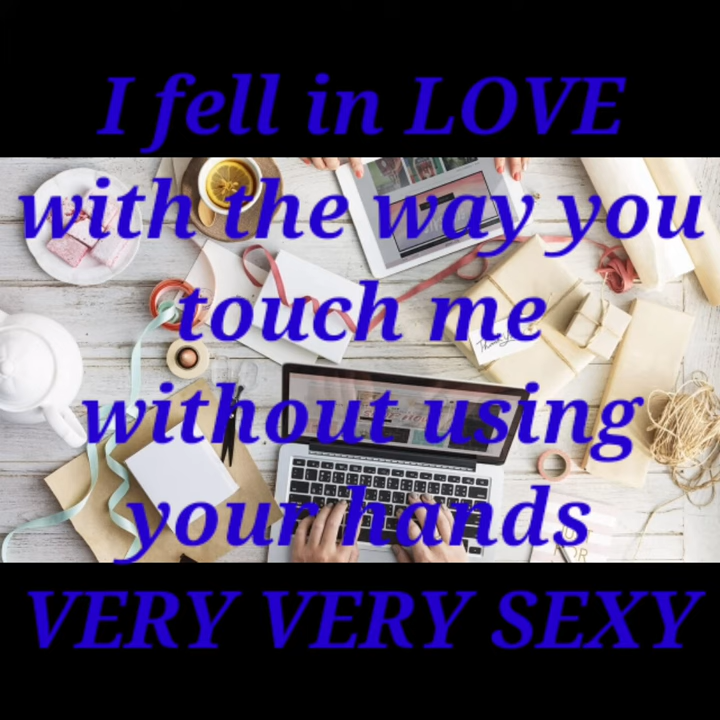 I fell in LOVE
with the way you
touch me
without using
your hands
VERY VERY SEXY